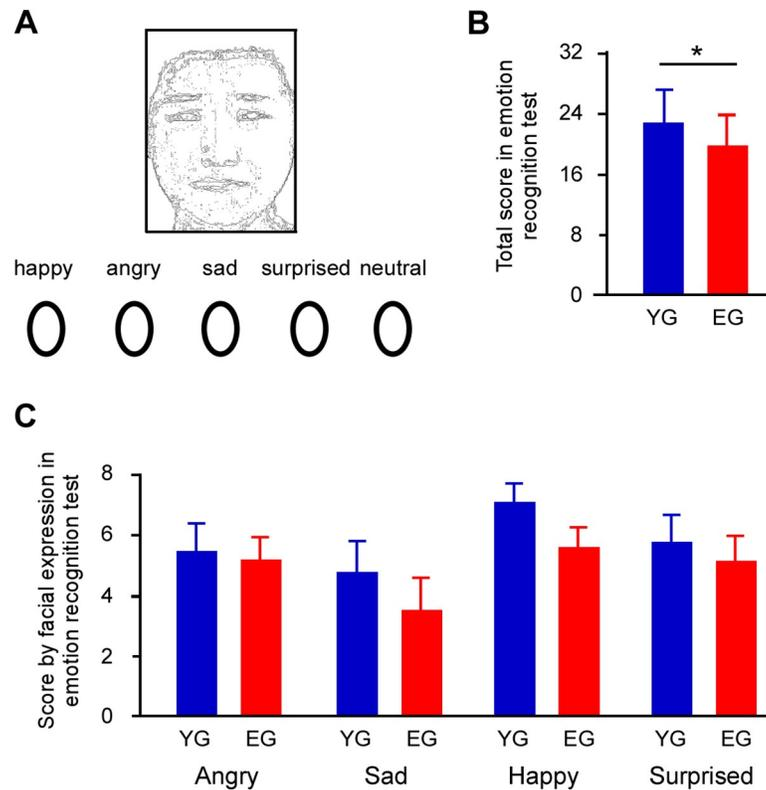 A
happy angry sad surprised neutral
B
Total score in emotion
recognition test
32
24
16
8
0
*
YG EG
C
Score by facial expression in
emotion recognition test
8
6
4
2
0
YG EG YG EG YG EG YG EG
Angry Sad Happy Surprised